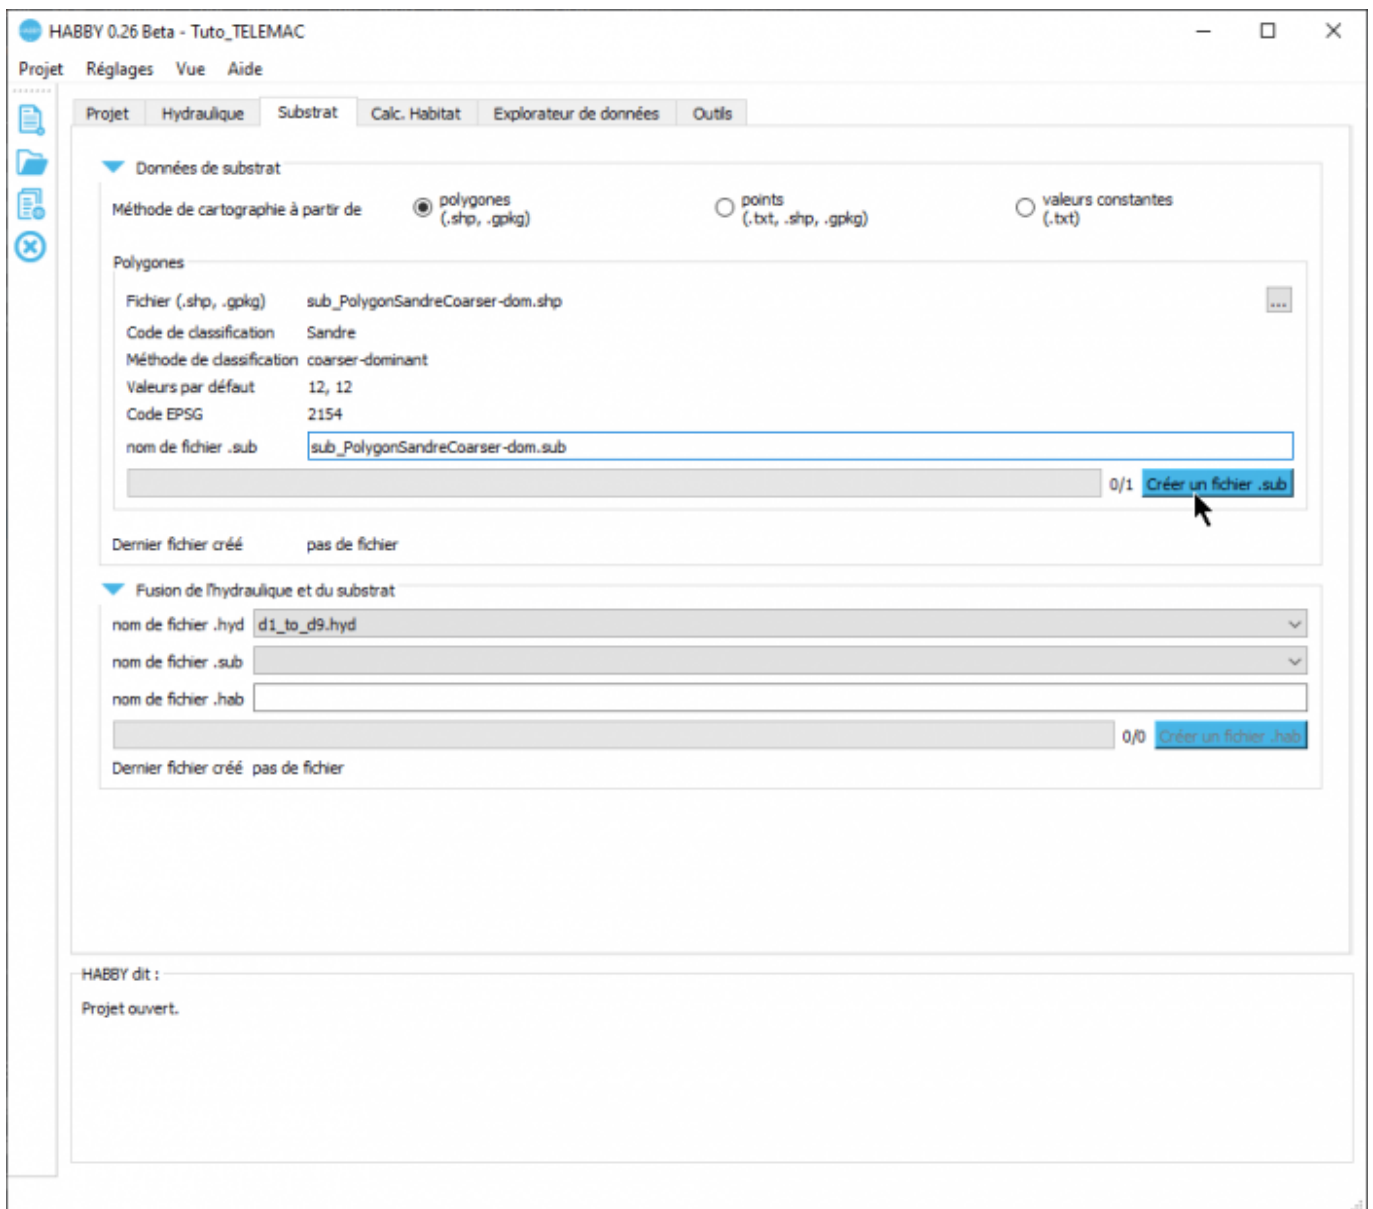 HABBY 0.26 Beta - Tuto_TELEMAC
Projet Réglages Vue Aide
Projet Hydraulique Substrat Calc. Habitat Explorateur de données Outils
Données de substrat
Méthode de cartographie à partir de
polygones
(.shp, .gpkg)
points
(.txt, .shp, .gpkg)
valeurs constantes
(.txt)
Polygones
Fichier (.shp, .gpkg) sub_PolygonSandreCoarser-dom.shp ...
Code de classification Sandre
Méthode de classification coarser-dominant
Valeurs par défaut 12, 12
Code EPSG 2154
nom de fichier .sub sub_PolygonSandreCoarser-dom.sub
0/1 Créer un fichier .sub
Dernier fichier créé pas de fichier
Fusion de l'hydraulique et du substrat
nom de fichier .hyd d1_to_d9.hyd
nom de fichier .sub
nom de fichier .hab
0/0 Créer un fichier .hab
Dernier fichier créé pas de fichier
HABBY dit :
Projet ouvert.